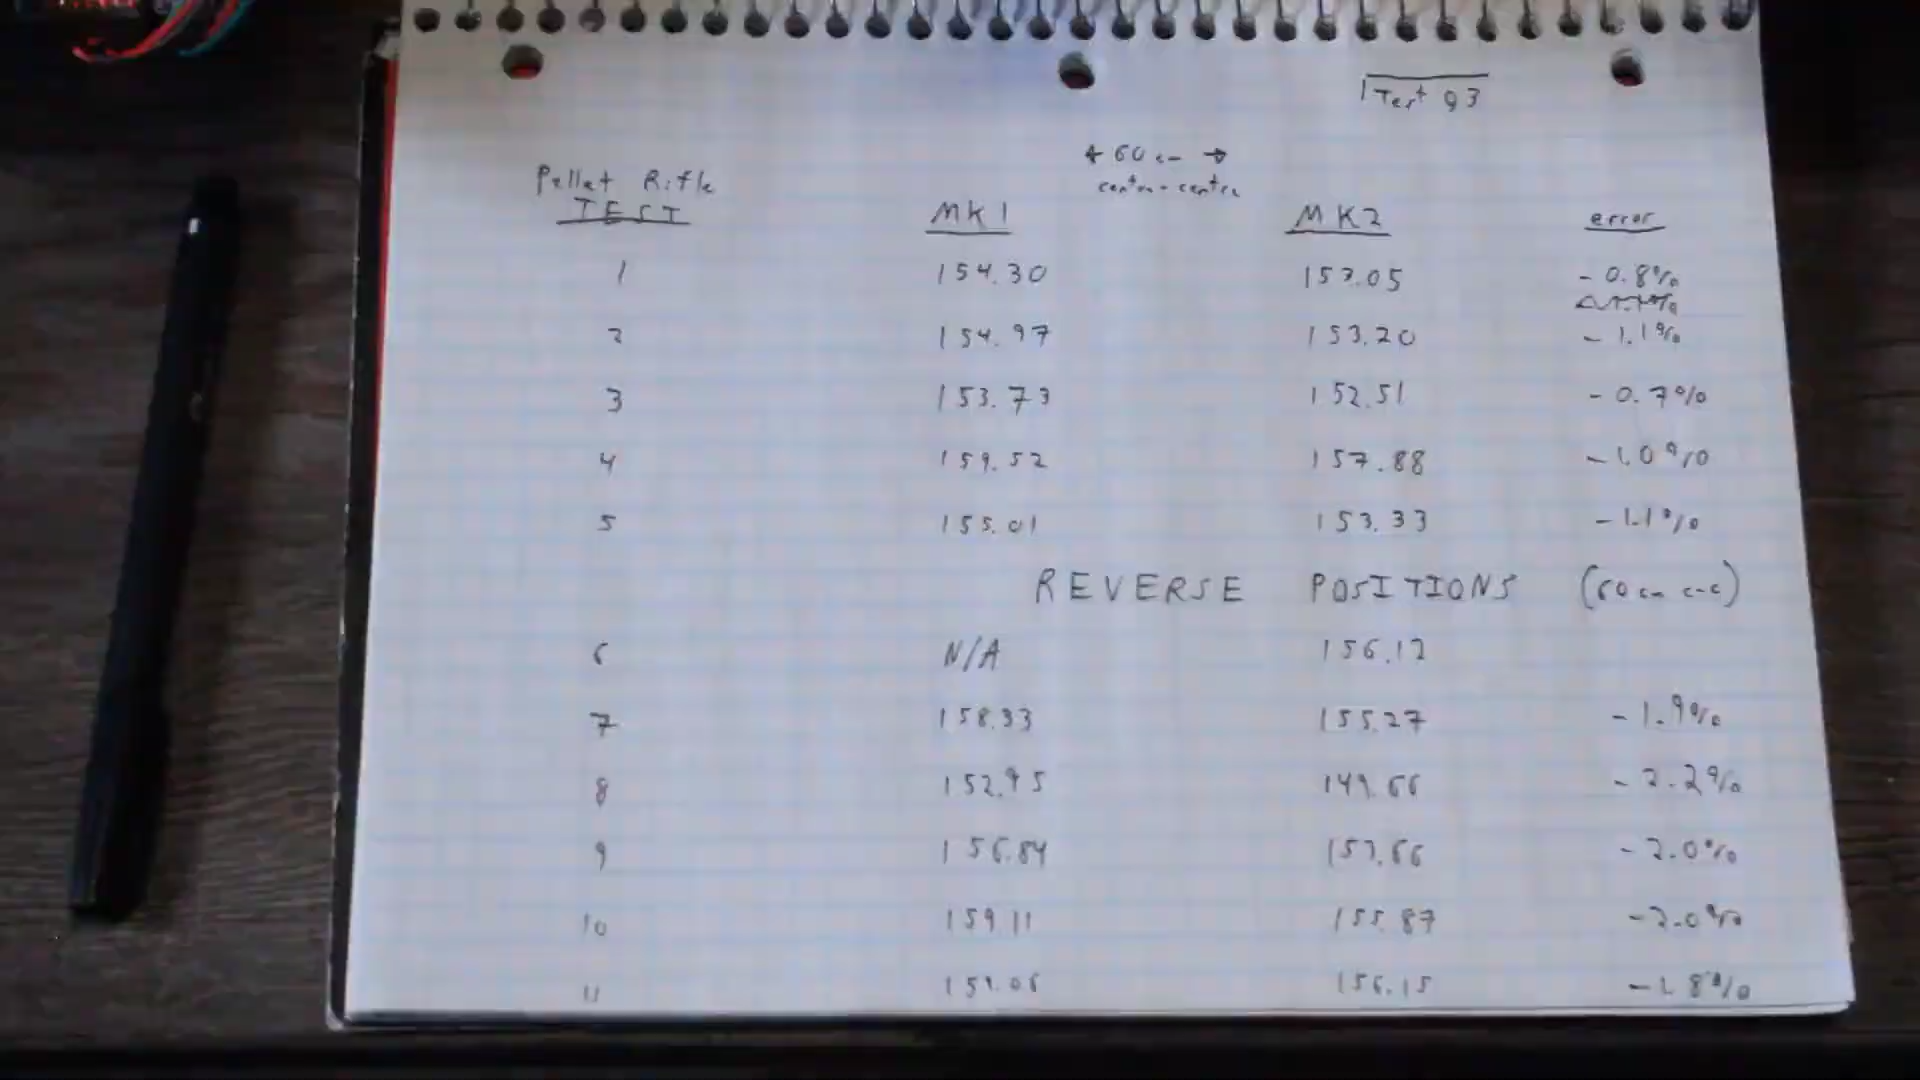 Test 93
← 60 cm →
center - center
Pellet Rifle
TEST MK1 MK2 error
1 154.30 153.05 - 0.8%
2 154.97 153.20 - 1.1%
3 153.73 152.51 - 0.7%
4 159.52 157.88 - 1.0%
5 155.01 153.33 - 1.1%
REVERSE POSITIONS (60 cm c-c)
6 N/A 156.12
7 158.33 155.27 - 1.9%
8 152.95 149.66 - 2.2%
9 156.84 153.66 - 2.0%
10 159.11 155.87 - 2.0%
11 159.06 156.15 - 1.8%